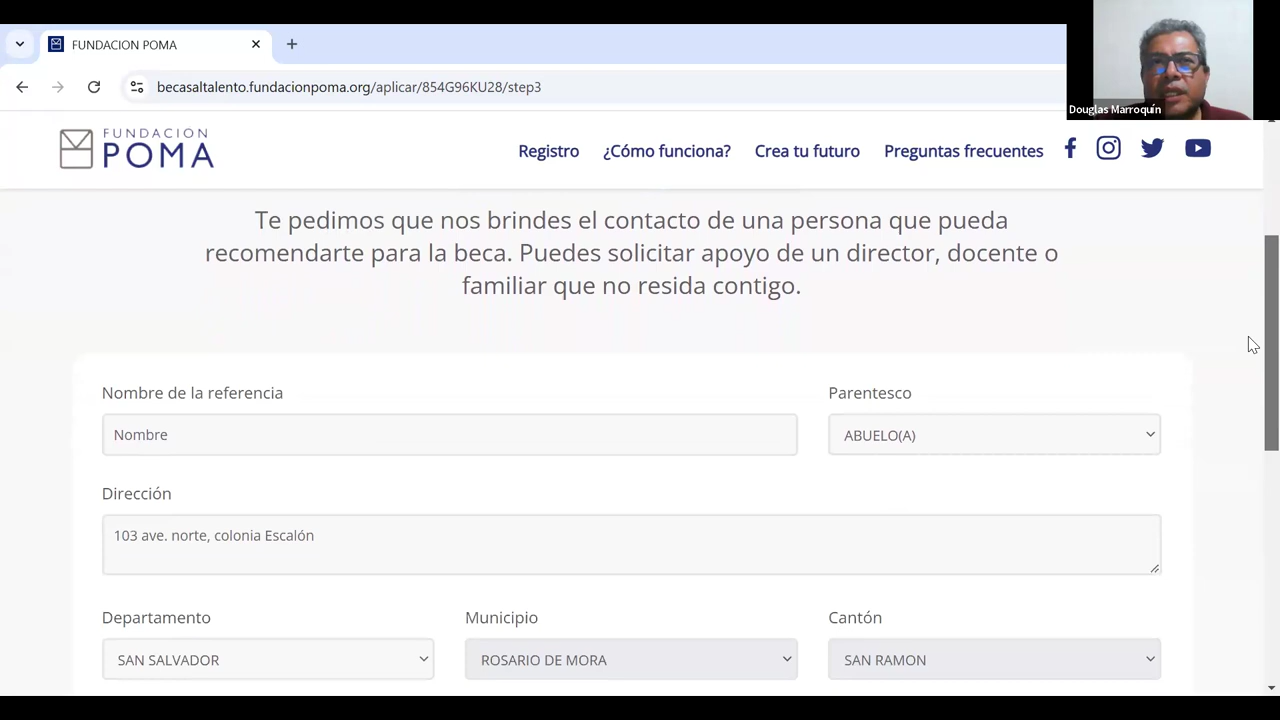 FUNDACION POMA
becasaltalento.fundacionpoma.org/aplicar/854G96KU28/step3
Douglas Marroquín
FUNDACION
POMA
Registro
¿Cómo funciona?
Crea tu futuro
Preguntas frecuentes
Te pedimos que nos brindes el contacto de una persona que pueda
recomendarte para la beca. Puedes solicitar apoyo de un director, docente o
familiar que no resida contigo.
Nombre de la referencia
Parentesco
Nombre
ABUELO(A)
Dirección
103 ave. norte, colonia Escalón
Departamento
Municipio
Cantón
SAN SALVADOR
ROSARIO DE MORA
SAN RAMON